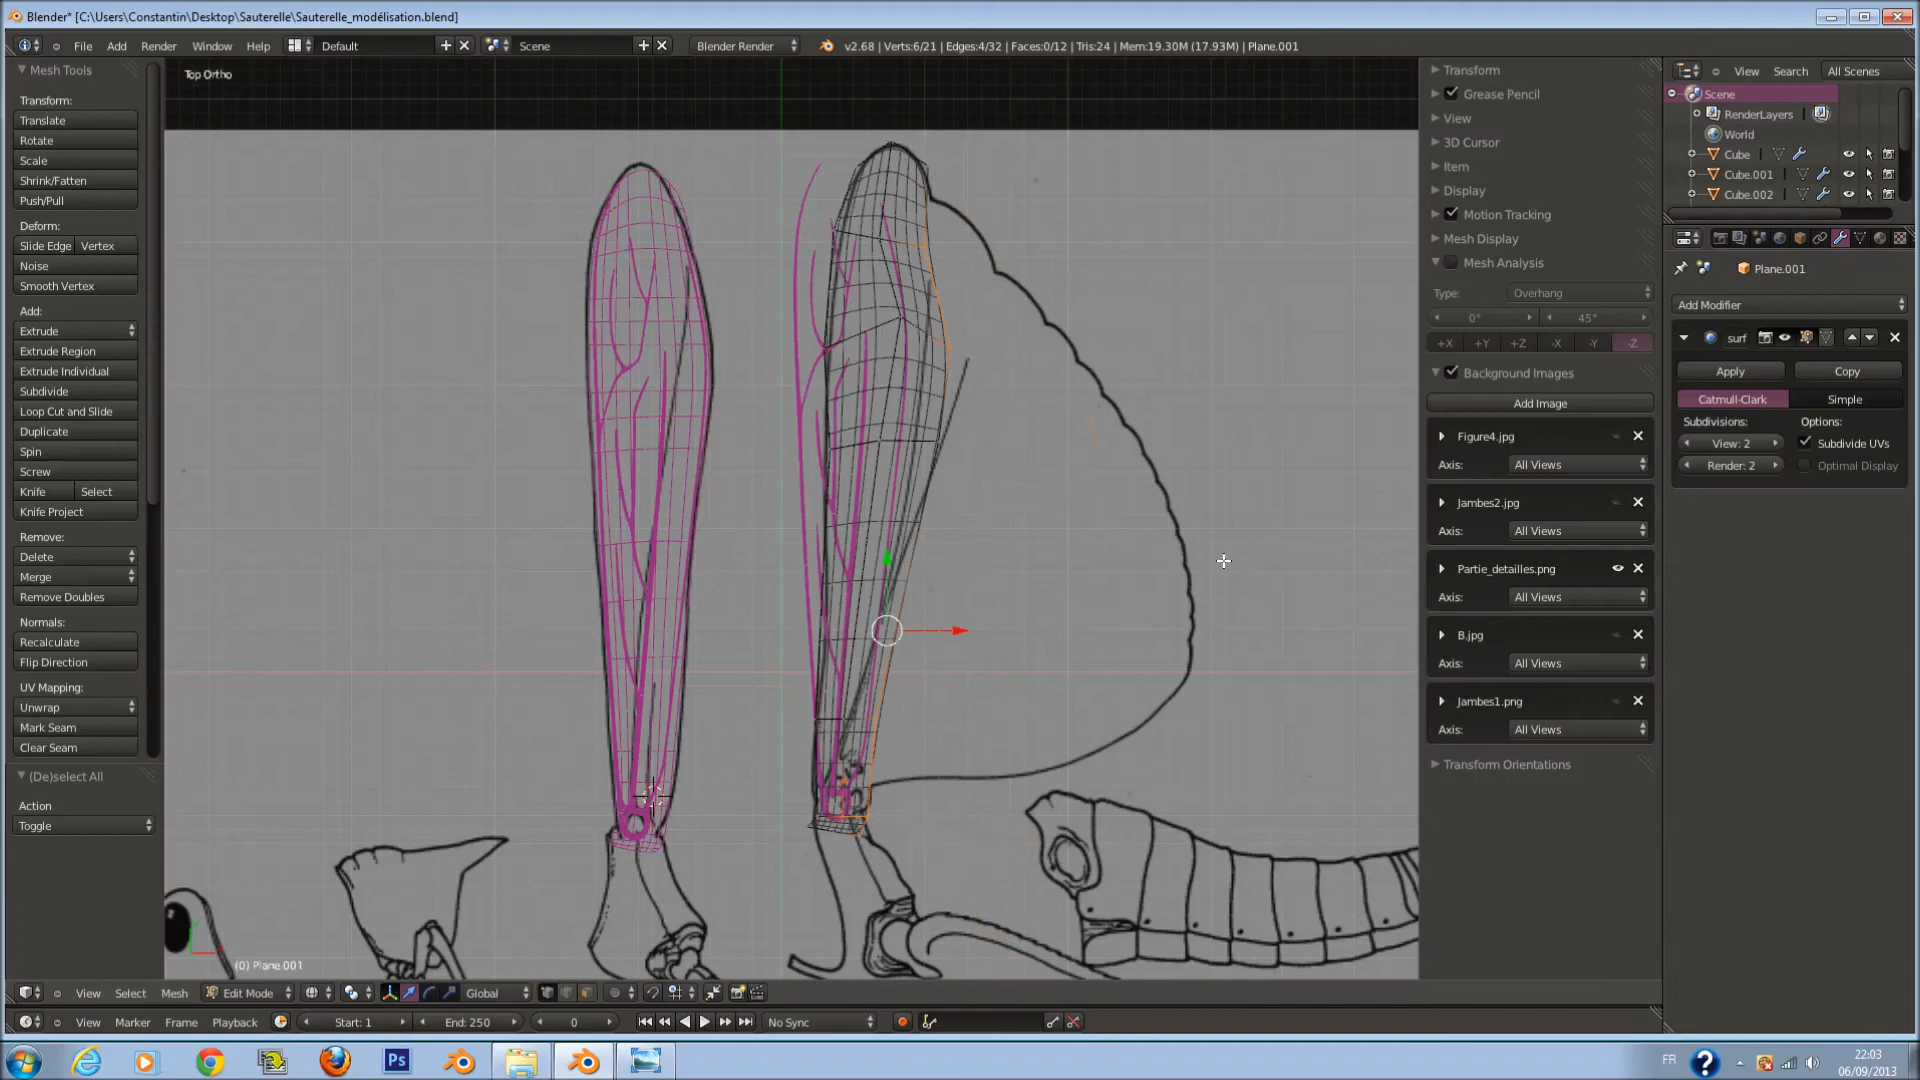 Blender* [C:\Users\Constantin\Desktop\Sauterelle\Sauterelle_modélisation.blend]
File Add Render Window Help Default Scene Blender Render v2.68 | Verts:6/21 | Edges:4/32 | Faces:0/12 | Tris:24 | Mem:19.30M (17.93M) | Plane.001
Mesh Tools
Transform:
Translate
Rotate
Scale
Shrink/Fatten
Push/Pull
Deform:
Slide Edge Vertex
Noise
Smooth Vertex
Add:
Extrude
Extrude Region
Extrude Individual
Subdivide
Loop Cut and Slide
Duplicate
Spin
Screw
Knife Select
Knife Project
Remove:
Delete
Merge
Remove Doubles
Normals:
Recalculate
Flip Direction
UV Mapping:
Unwrap
Mark Seam
Clear Seam
(De)select All
Action
Toggle
Top Ortho
(0) Plane.001
Transform
Grease Pencil
View
3D Cursor
Item
Display
Motion Tracking
Mesh Display
Mesh Analysis
Type: Overhang
0° 45°
+X +Y +Z -X -Y -Z
Background Images
Add Image
Figure4.jpg
Axis: All Views
Jambes2.jpg
Axis: All Views
Partie_detailles.png
Axis: All Views
B.jpg
Axis: All Views
Jambes1.png
Axis: All Views
Transform Orientations
View Search All Scenes
Scene
RenderLayers
World
Cube
Cube.001
Cube.002
Plane.001
Add Modifier
surf
Apply Copy
Catmull-Clark Simple
Subdivisions: Options:
View: 2 Subdivide UVs
Render: 2 Optimal Display
View Select Mesh Edit Mode Global
View Marker Frame Playback Start: 1 End: 250 0 No Sync
Ps
FR
22:03
06/09/2013